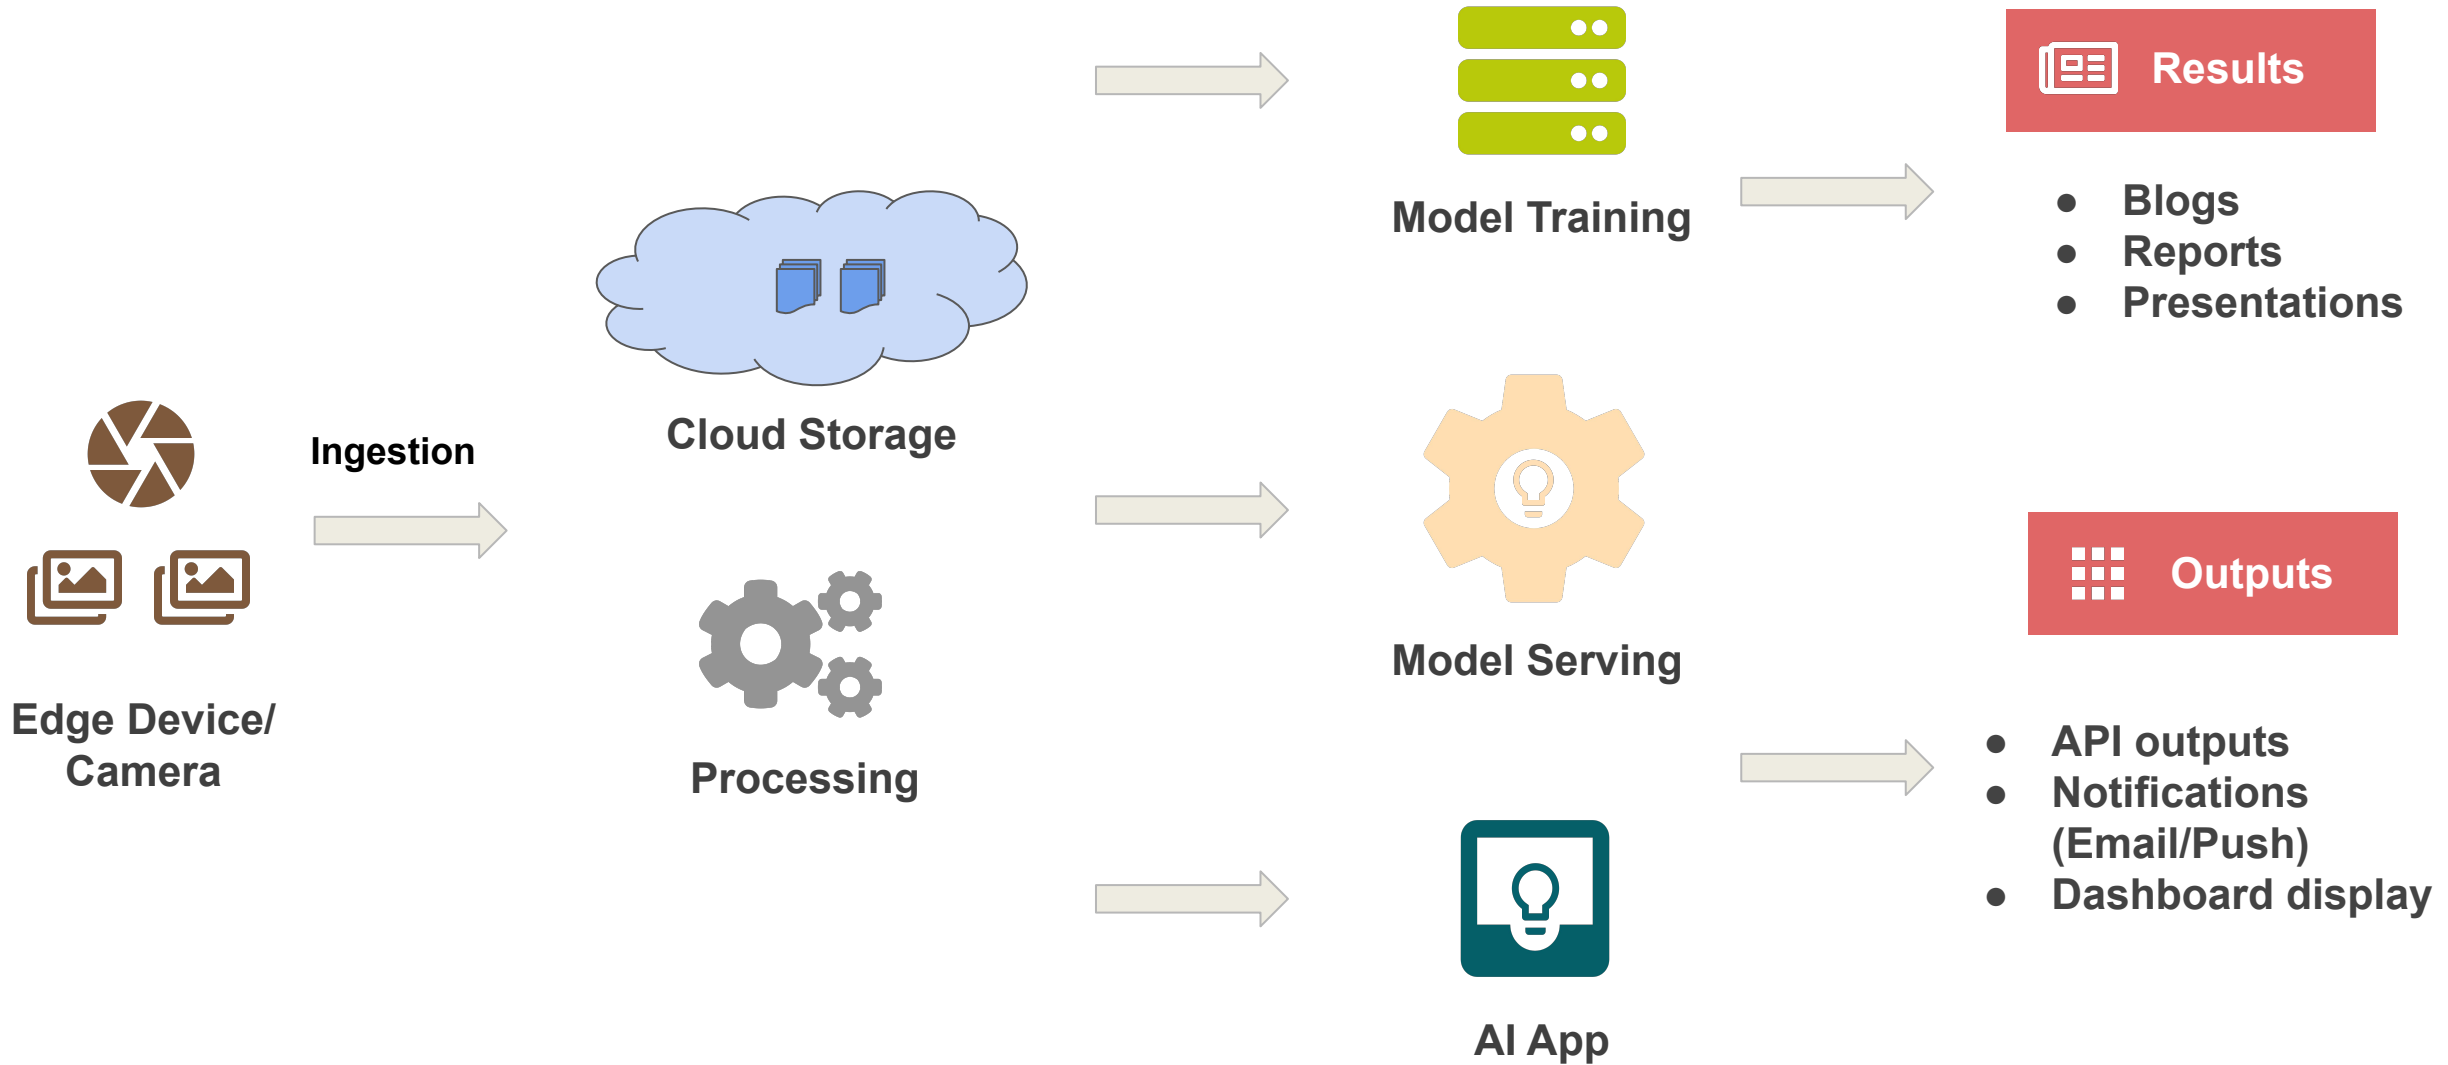 Ingestion
Edge Device/
Camera
Cloud Storage
Processing
Model Training
Model Serving
AI App
Results
● Blogs
● Reports
● Presentations
Outputs
● API outputs
● Notifications
(Email/Push)
● Dashboard display